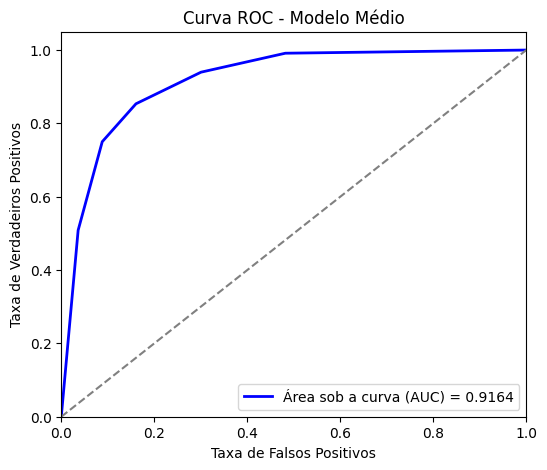 Curva ROC - Modelo Médio
1.0
0.8
0.6
0.4
0.2
0.0
Taxa de Verdadeiros Positivos
Área sob a curva (AUC) = 0.9164
0.0 0.2 0.4 0.6 0.8 1.0
Taxa de Falsos Positivos